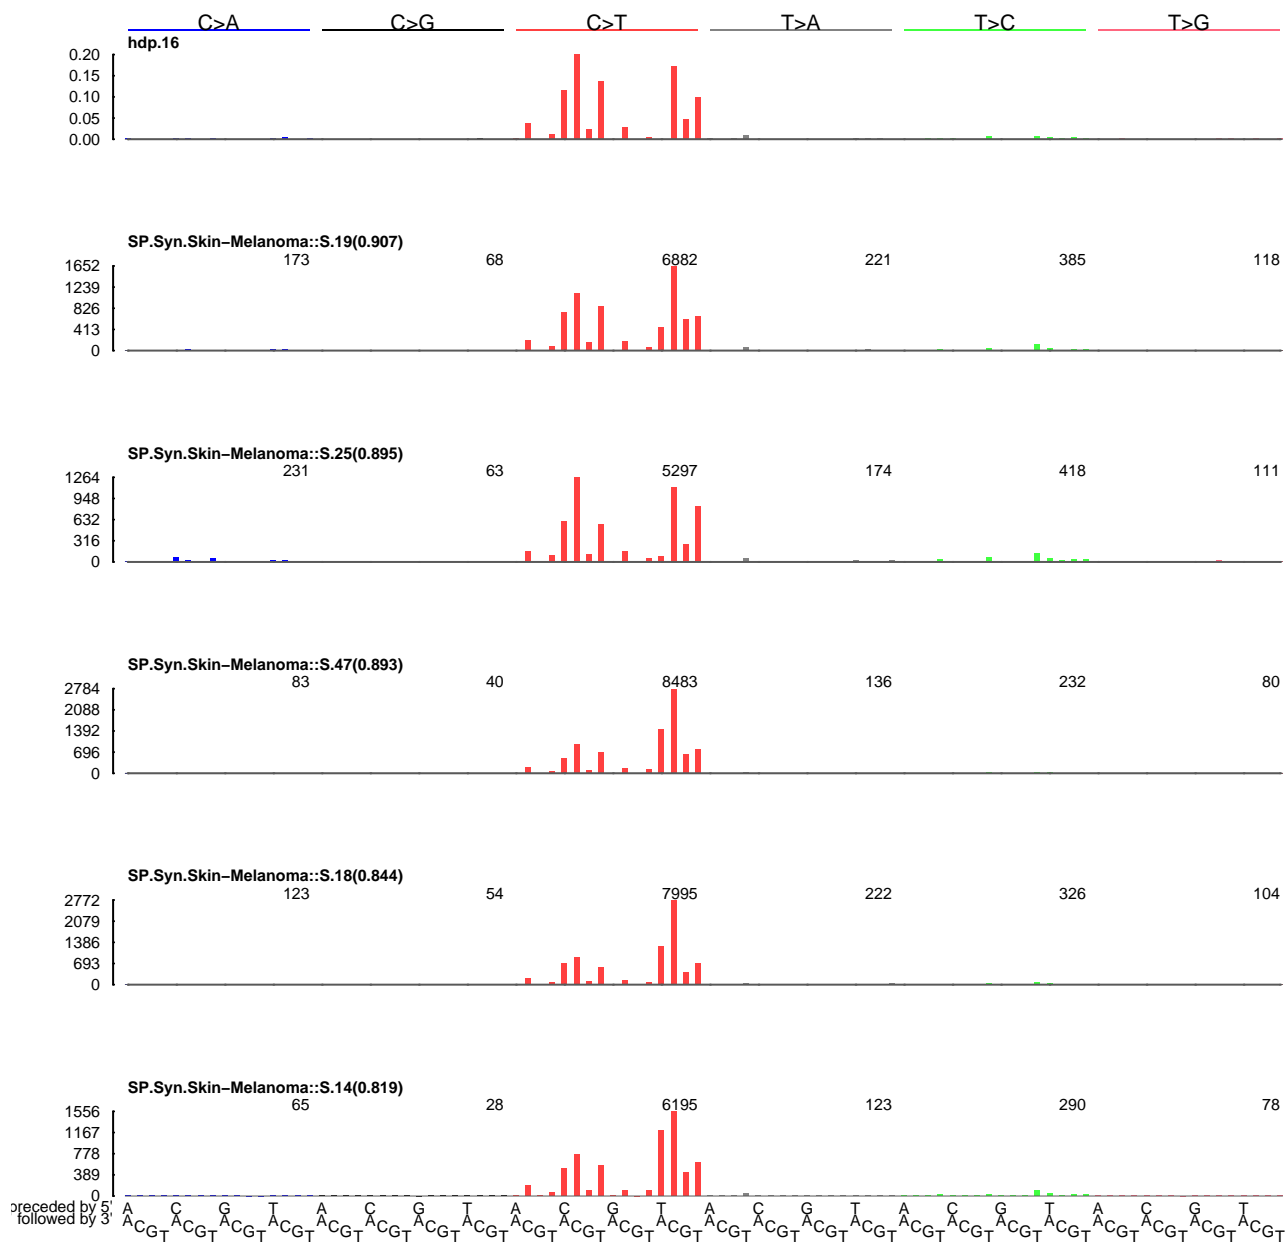 C>A C>G C>T T>A T>C T>G
hdp.16
0.20
0.15
0.10
0.05
0.00
SP.Syn.Skin−Melanoma::S.19(0.907)
173 68 6882 221 385 118
1652
1239
826
413
0
SP.Syn.Skin−Melanoma::S.25(0.895)
231 63 5297 174 418 111
1264
948
632
316
0
SP.Syn.Skin−Melanoma::S.47(0.893)
83 40 8483 136 232 80
2784
2088
1392
696
0
SP.Syn.Skin−Melanoma::S.18(0.844)
123 54 7995 222 326 104
2772
2079
1386
693
0
SP.Syn.Skin−Melanoma::S.14(0.819)
65 28 6195 123 290 78
1556
1167
778
389
0
preceded by 5' A C G T A C G T A C G T A C G T A C G T A C G T
followed by 3' A C G T A C G T A C G T A C G T A C G T A C G T A C G T A C G T A C G T A C G T A C G T A C G T A C G T A C G T A C G T A C G T A C G T A C G T A C G T A C G T A C G T A C G T A C G T A C G T